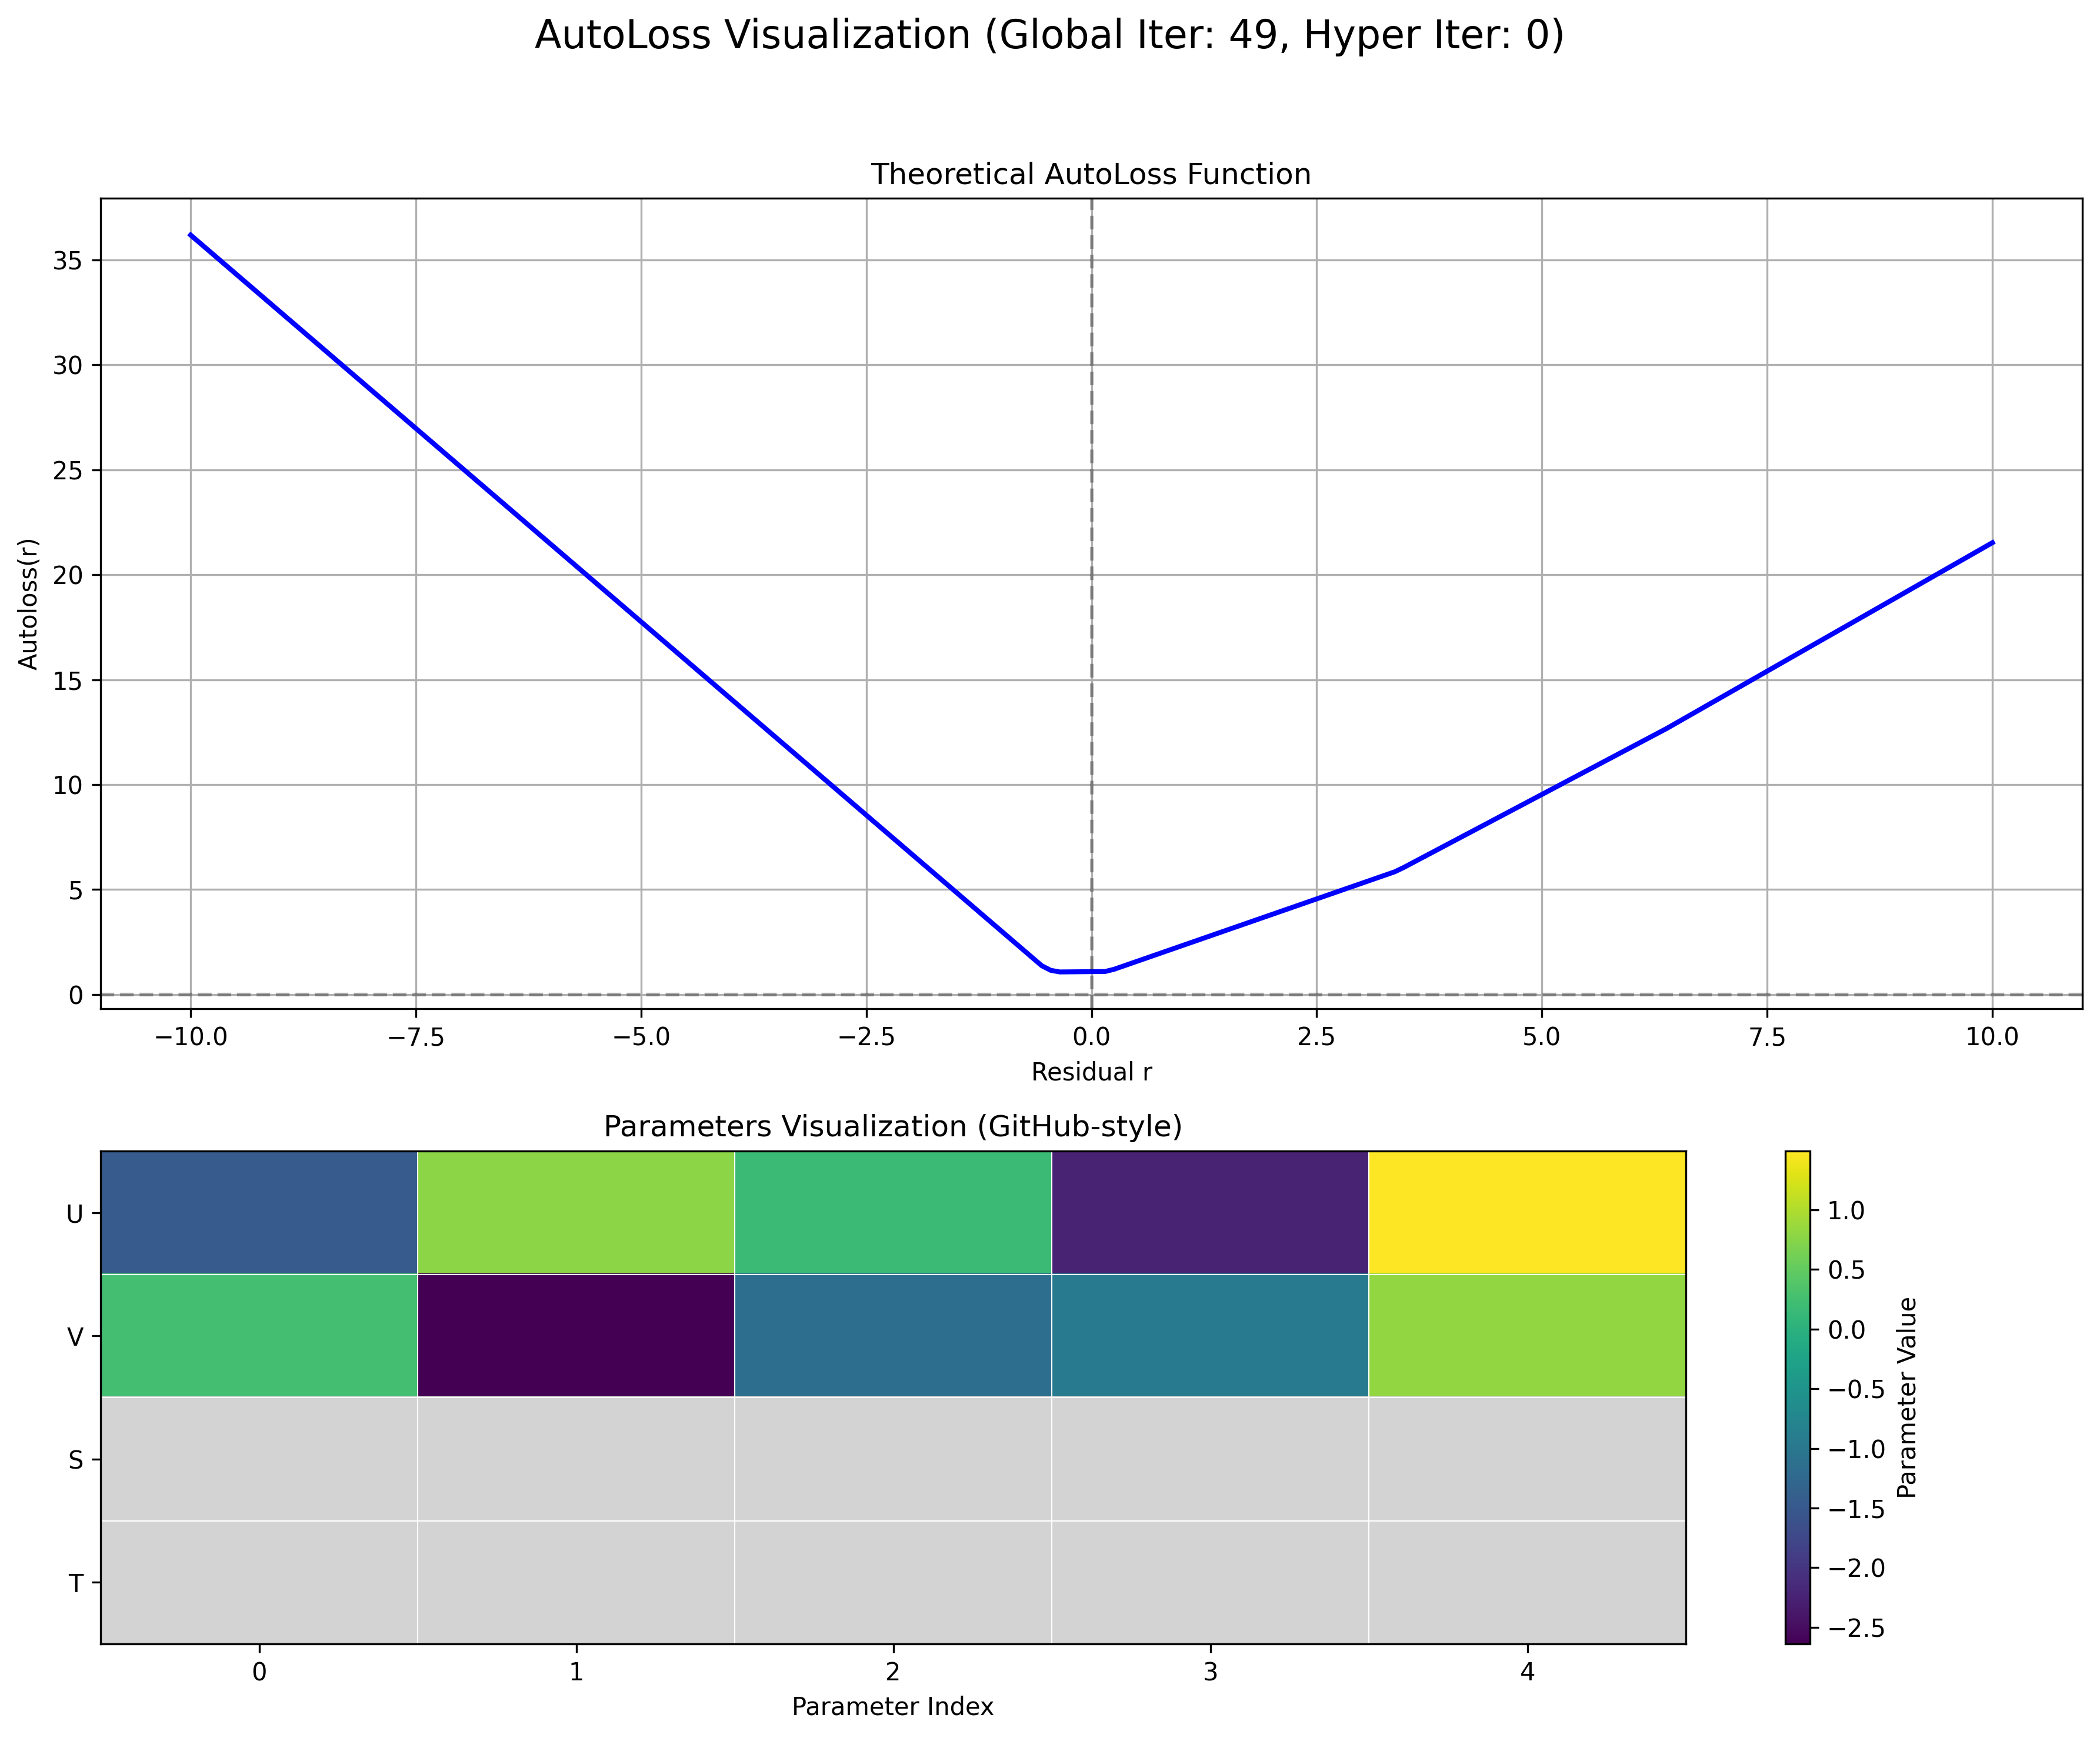 AutoLoss Visualization (Global Iter: 49, Hyper Iter: 0)
Theoretical AutoLoss Function
Autoloss(r)
35
30
25
20
15
10
5
0
−10.0 −7.5 −5.0 −2.5 0.0 2.5 5.0 7.5 10.0
Residual r
Parameters Visualization (GitHub-style)
U
V
S
T
0 1 2 3 4
Parameter Index
1.0
0.5
0.0
−0.5
−1.0
−1.5
−2.0
−2.5
Parameter Value